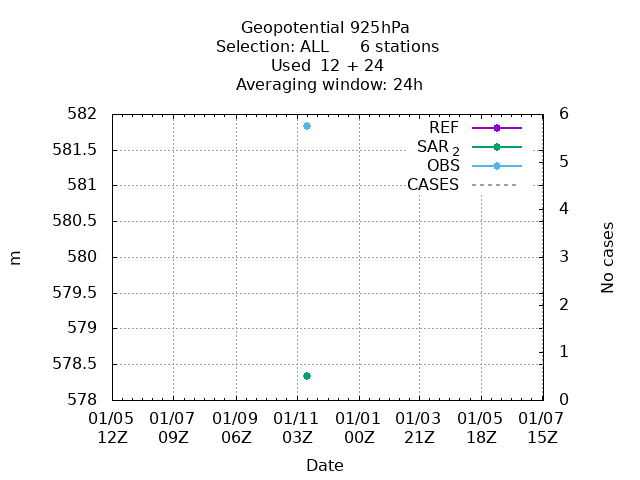 Geopotential 925hPa
Selection: ALL 6 stations
Used 12 + 24
Averaging window: 24h
582
581.5
581
580.5
580
579.5
579
578.5
578
m
6
5
4
3
2
1
0
No cases
REF
SAR 2
OBS
CASES
01/05 01/07 01/09 01/11 01/01 01/03 01/05 01/07
12Z 09Z 06Z 03Z 00Z 21Z 18Z 15Z
Date